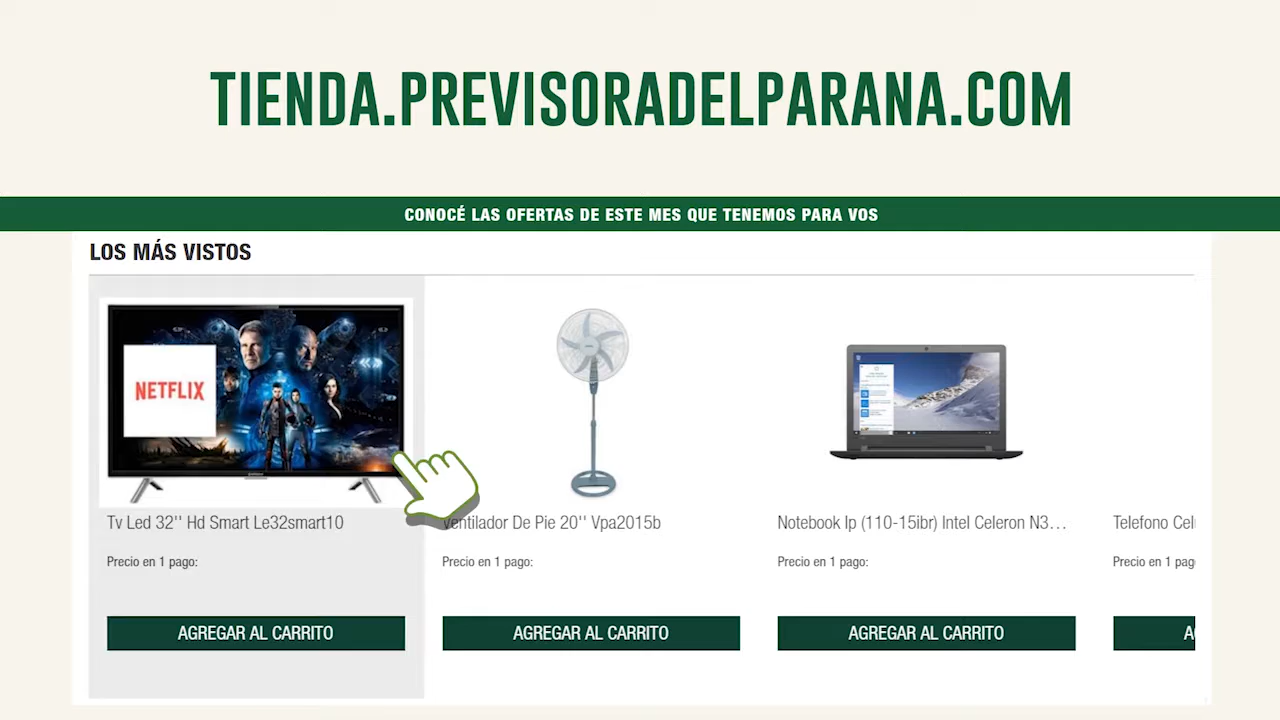 TIENDA.PREVISORADELPARANA.COM
CONOCÉ LAS OFERTAS DE ESTE MES QUE TENEMOS PARA VOS
LOS MÁS VISTOS
NETFLIX
Tv Led 32'' Hd Smart Le32smart10
Precio en 1 pago:
AGREGAR AL CARRITO
Ventilador De Pie 20'' Vpa2015b
Precio en 1 pago:
AGREGAR AL CARRITO
Notebook Ip (110-15ibr) Intel Celeron N3...
Precio en 1 pago:
AGREGAR AL CARRITO
Telefono Cel
Precio en 1 pag